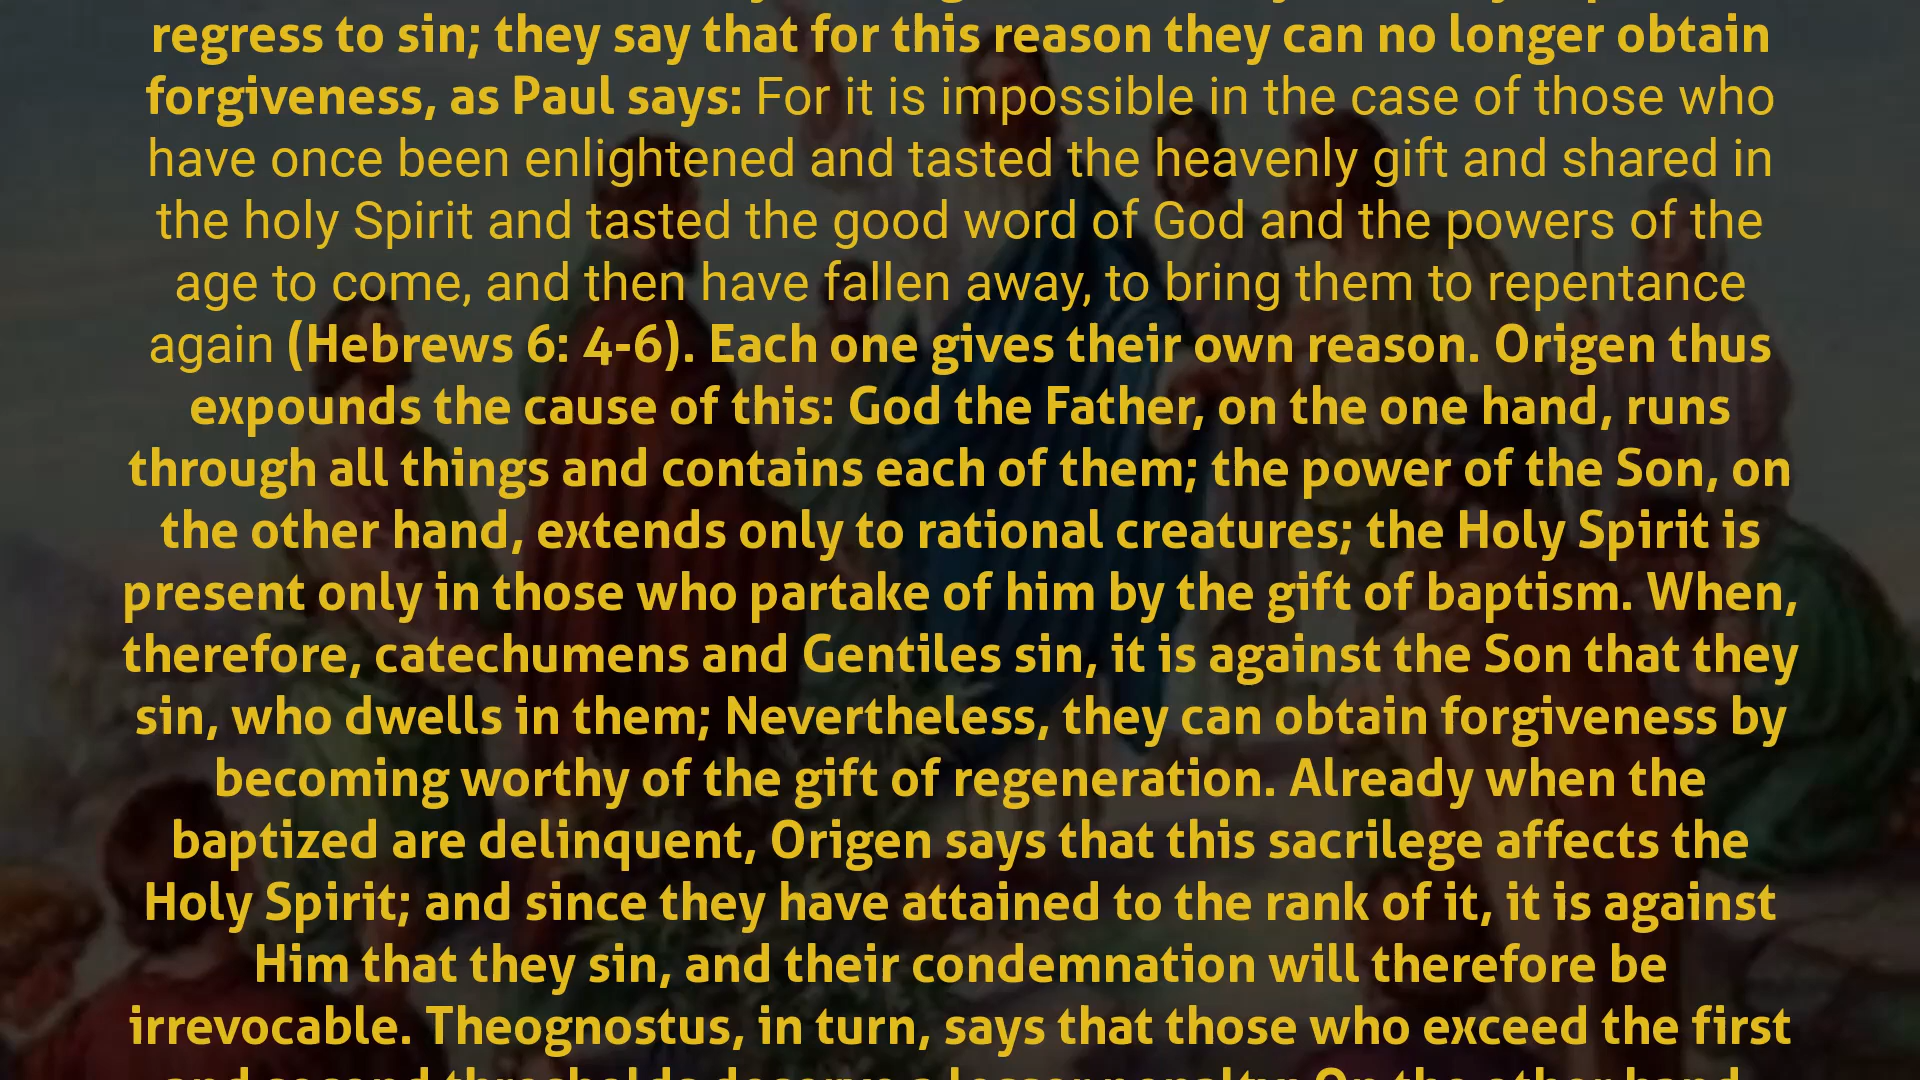 regress to sin; they say that for this reason they can no longer obtain
forgiveness, as Paul says: For it is impossible in the case of those who
have once been enlightened and tasted the heavenly gift and shared in
the holy Spirit and tasted the good word of God and the powers of the
age to come, and then have fallen away, to bring them to repentance
again (Hebrews 6: 4-6). Each one gives their own reason. Origen thus
expounds the cause of this: God the Father, on the one hand, runs
through all things and contains each of them; the power of the Son, on
the other hand, extends only to rational creatures; the Holy Spirit is
present only in those who partake of him by the gift of baptism. When,
therefore, catechumens and Gentiles sin, it is against the Son that they
sin, who dwells in them; Nevertheless, they can obtain forgiveness by
becoming worthy of the gift of regeneration. Already when the
baptized are delinquent, Origen says that this sacrilege affects the
Holy Spirit; and since they have attained to the rank of it, it is against
Him that they sin, and their condemnation will therefore be
irrevocable. Theognostus, in turn, says that those who exceed the first
and second thresholds deserve a lesser penalty; On the other hand,